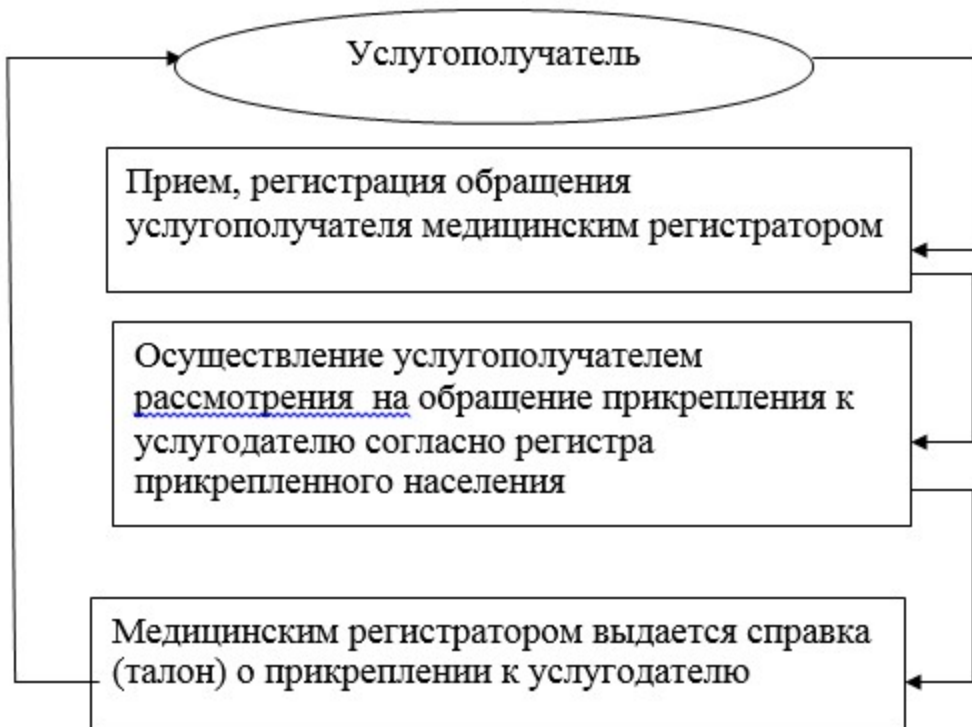 Услугополучатель
Прием, регистрация обращения
услугополучателя медицинским регистратором
Осуществление услугополучателем
рассмотрения  на обращение прикрепления к
услугодателю согласно регистра
прикрепленного населения
Медицинским регистратором выдается справка
(талон) о прикреплении к услугодателю